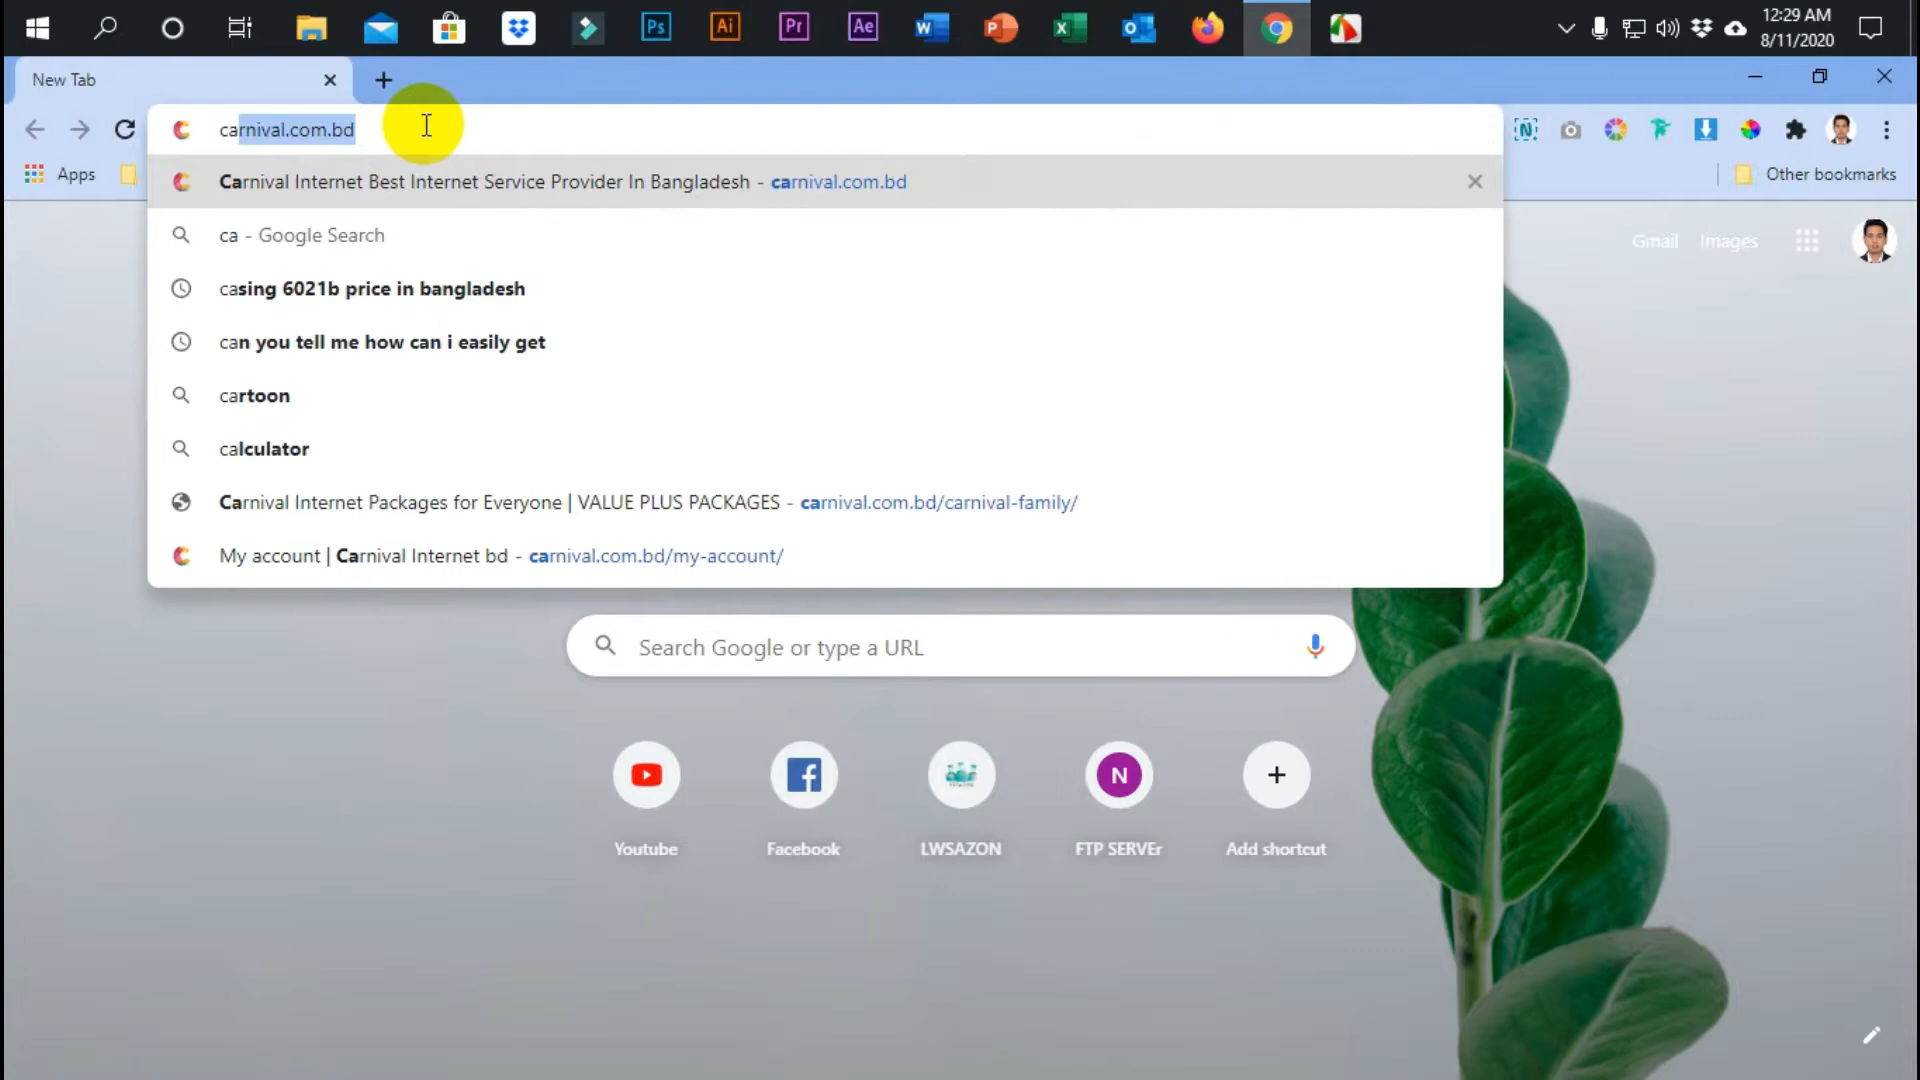 Ps Ai Pr Ae W P X O
12:29 AM
8/11/2020
New Tab
carnival.com.bd
N
Carnival Internet Best Internet Service Provider In Bangladesh - carnival.com.bd
Apps
Other bookmarks
ca - Google Search
Gmail Images
casing 6021b price in bangladesh
can you tell me how can i easily get
cartoon
calculator
Carnival Internet Packages for Everyone | VALUE PLUS PACKAGES - carnival.com.bd/carnival-family/
My account | Carnival Internet bd - carnival.com.bd/my-account/
Search Google or type a URL
N
Youtube Facebook LWSAZON FTP SERVEr Add shortcut